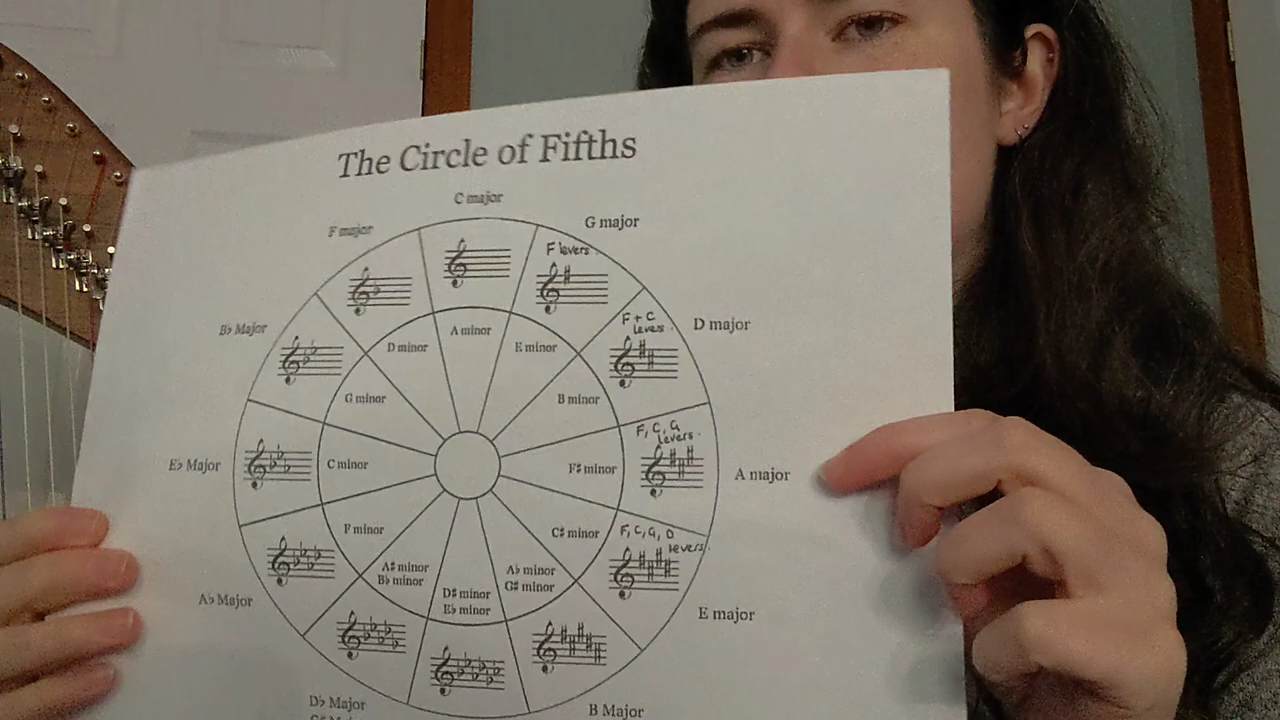 The Circle of Fifths
C major
G major
F major
F levers.
D major
F + C
levers.
B♭ Major
A minor
D minor
E minor
G minor
B minor
F, C, G
levers.
A major
E♭ Major
C minor
F♯ minor
F, C, G, D
levers.
F minor
C♯ minor
A♯ minor
B♭ minor
A♭ minor
G♯ minor
D♯ minor
E♭ minor
A♭ Major
E major
D♭ Major
B Major